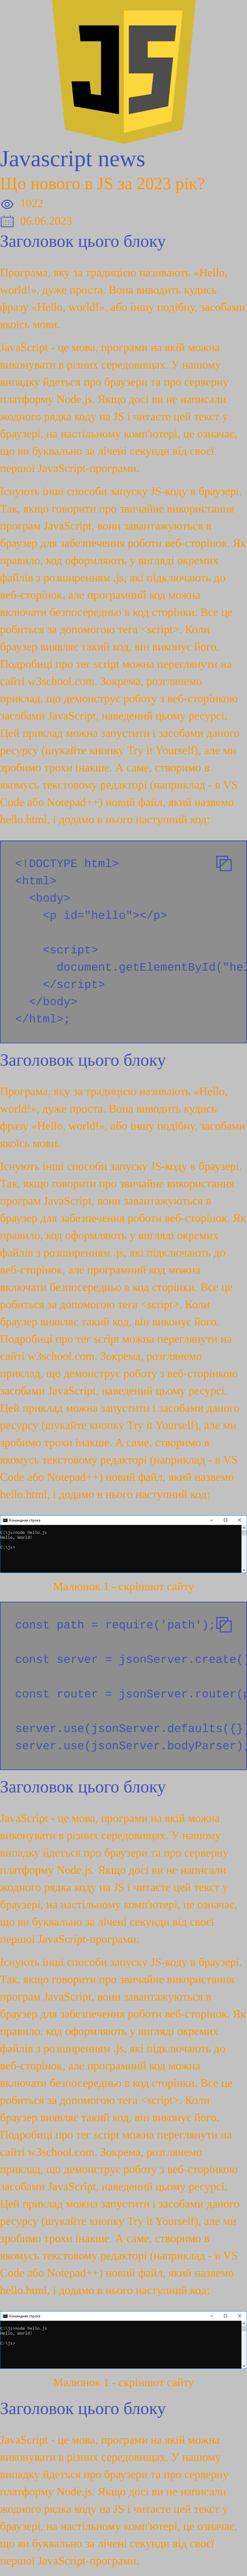 JS
Javascript news
Що нового в JS за 2023 рік?
1022
06.06.2023
Заголовок цього блоку
Програма, яку за традицією називають «Hello,
world!», дуже проста. Вона виводить кудись
фразу «Hello, world!», або іншу подібну, засобами
якоїсь мови.
JavaScript - це мова, програми на якій можна
виконувати в різних середовищах. У нашому
випадку йдеться про браузери та про серверну
платформу Node.js. Якщо досі ви не написали
жодного рядка коду на JS і читаєте цей текст у
браузері, на настільному комп'ютері, це означає,
що ви буквально за лічені секунди від своєї
першої JavaScript-програми.
Існують інші способи запуску JS-коду в браузері.
Так, якщо говорити про звичайне використання
програм JavaScript, вони завантажуються в
браузер для забезпечення роботи веб-сторінок. Як
правило, код оформляють у вигляді окремих
файлів з розширенням .js, які підключають до
веб-сторінок, але програмний код можна
включати безпосередньо в код сторінки. Все це
робиться за допомогою тега <script>. Коли
браузер виявляє такий код, він виконує його.
Подробиці про тег script можна переглянути на
сайті w3school.com. Зокрема, розглянемо
приклад, що демонструє роботу з веб-сторінкою
засобами JavaScript, наведений цьому ресурсі.
Цей приклад можна запустити і засобами даного
ресурсу (шукайте кнопку Try it Yourself), але ми
зробимо трохи інакше. А саме, створимо в
якомусь текстовому редакторі (наприклад - в VS
Code або Notepad++) новий файл, який назвемо
hello.html, і додамо в нього наступний код:
<!DOCTYPE html>
<html>
<body>
<p id="hello"></p>
<script>
document.getElementById("hel
</script>
</body>
</html>;
Заголовок цього блоку
Програма, яку за традицією називають «Hello,
world!», дуже проста. Вона виводить кудись
фразу «Hello, world!», або іншу подібну, засобами
якоїсь мови.
Існують інші способи запуску JS-коду в браузері.
Так, якщо говорити про звичайне використання
програм JavaScript, вони завантажуються в
браузер для забезпечення роботи веб-сторінок. Як
правило, код оформляють у вигляді окремих
файлів з розширенням .js, які підключають до
веб-сторінок, але програмний код можна
включати безпосередньо в код сторінки. Все це
робиться за допомогою тега <script>. Коли
браузер виявляє такий код, він виконує його.
Подробиці про тег script можна переглянути на
сайті w3school.com. Зокрема, розглянемо
приклад, що демонструє роботу з веб-сторінкою
засобами JavaScript, наведений цьому ресурсі.
Цей приклад можна запустити і засобами даного
ресурсу (шукайте кнопку Try it Yourself), але ми
зробимо трохи інакше. А саме, створимо в
якомусь текстовому редакторі (наприклад - в VS
Code або Notepad++) новий файл, який назвемо
hello.html, і додамо в нього наступний код:
Командная строка
C:\js>node hello.js
Hello, World!
C:\js>
Малюнок 1 - скріншот сайту
const path = require('path');
const server = jsonServer.create()
const router = jsonServer.router(p
server.use(jsonServer.defaults({})
server.use(jsonServer.bodyParser)
Заголовок цього блоку
JavaScript - це мова, програми на якій можна
виконувати в різних середовищах. У нашому
випадку йдеться про браузери та про серверну
платформу Node.js. Якщо досі ви не написали
жодного рядка коду на JS і читаєте цей текст у
браузері, на настільному комп'ютері, це означає,
що ви буквально за лічені секунди від своєї
першої JavaScript-програми.
Існують інші способи запуску JS-коду в браузері.
Так, якщо говорити про звичайне використання
програм JavaScript, вони завантажуються в
браузер для забезпечення роботи веб-сторінок. Як
правило, код оформляють у вигляді окремих
файлів з розширенням .js, які підключають до
веб-сторінок, але програмний код можна
включати безпосередньо в код сторінки. Все це
робиться за допомогою тега <script>. Коли
браузер виявляє такий код, він виконує його.
Подробиці про тег script можна переглянути на
сайті w3school.com. Зокрема, розглянемо
приклад, що демонструє роботу з веб-сторінкою
засобами JavaScript, наведений цьому ресурсі.
Цей приклад можна запустити і засобами даного
ресурсу (шукайте кнопку Try it Yourself), але ми
зробимо трохи інакше. А саме, створимо в
якомусь текстовому редакторі (наприклад - в VS
Code або Notepad++) новий файл, який назвемо
hello.html, і додамо в нього наступний код:
Командная строка
C:\js>node hello.js
Hello, World!
C:\js>
Малюнок 1 - скріншот сайту
Заголовок цього блоку
JavaScript - це мова, програми на якій можна
виконувати в різних середовищах. У нашому
випадку йдеться про браузери та про серверну
платформу Node.js. Якщо досі ви не написали
жодного рядка коду на JS і читаєте цей текст у
браузері, на настільному комп'ютері, це означає,
що ви буквально за лічені секунди від своєї
першої JavaScript-програми.